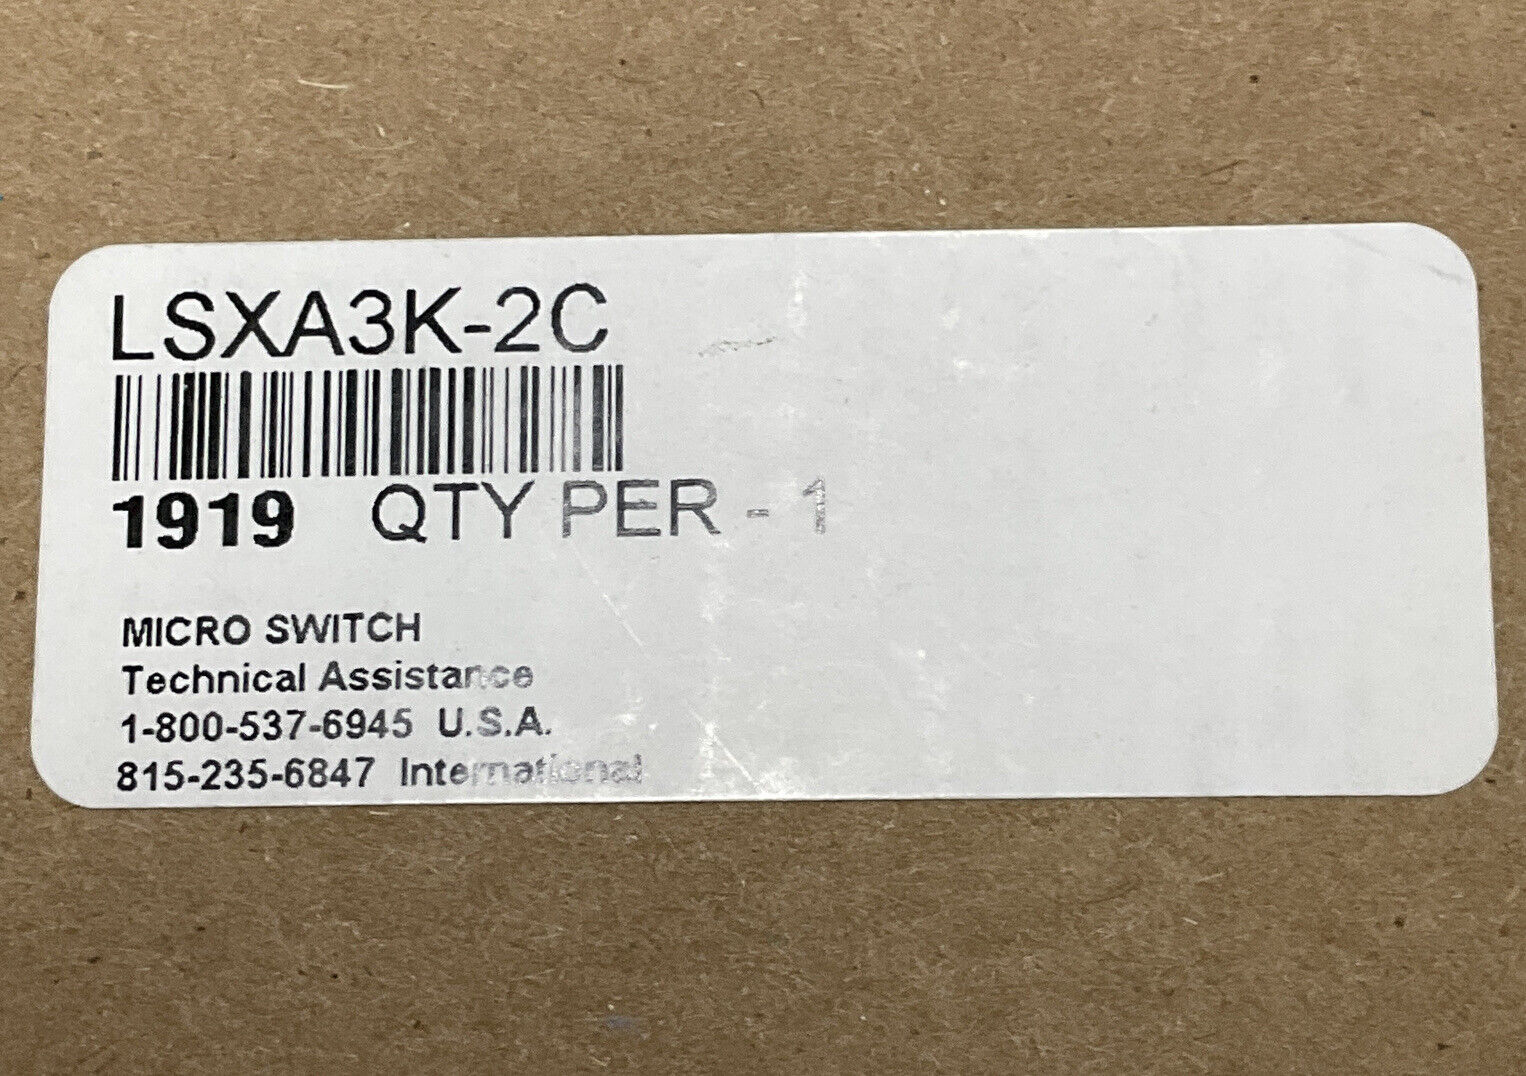 LSXA3K-2C
1919 QTY PER - 1
MICRO SWITCH
Technical Assistance
1-800-537-6945 U.S.A.
815-235-6847 International